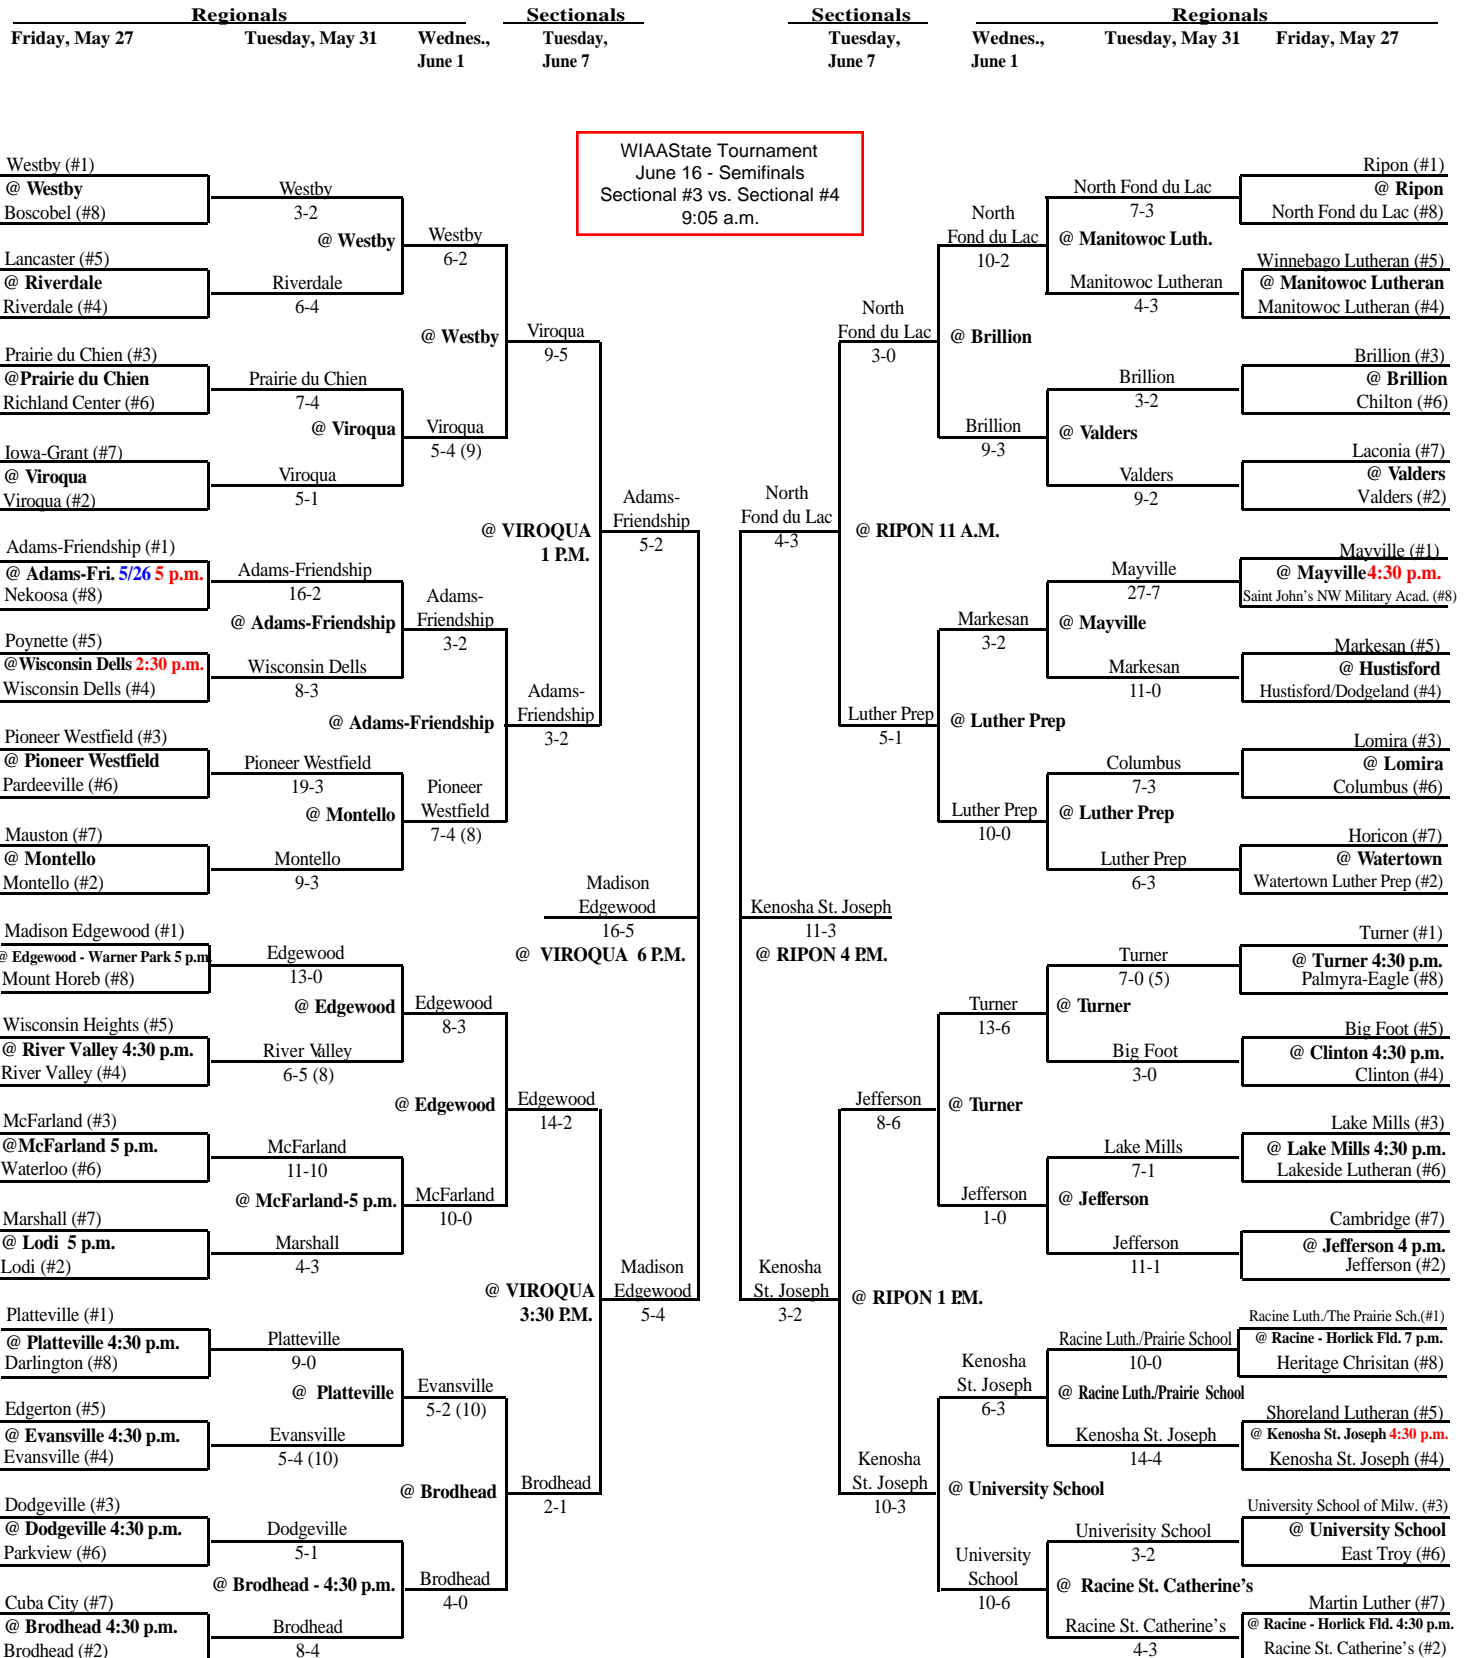 Regionals
Sectionals
Sectionals
Regionals
Friday, May 27
Tuesday, May 31
Wednes.,
June 1
Tuesday,
June 7
Tuesday,
June 7
Wednes.,
June 1
Tuesday, May 31
Friday, May 27
WIAAState Tournament
June 16 - Semifinals
Sectional #3 vs. Sectional #4
9:05 a.m.
Westby (#1)
@ Westby
Boscobel (#8)
Lancaster (#5)
@ Riverdale
Riverdale (#4)
Prairie du Chien (#3)
@Prairie du Chien
Richland Center (#6)
Iowa-Grant (#7)
@ Viroqua
Viroqua (#2)
Adams-Friendship (#1)
@ Adams-Fri. 5/26 5 p.m.
Nekoosa (#8)
Poynette (#5)
@Wisconsin Dells 2:30 p.m.
Wisconsin Dells (#4)
Pioneer Westfield (#3)
@ Pioneer Westfield
Pardeeville (#6)
Mauston (#7)
@ Montello
Montello (#2)
Madison Edgewood (#1)
@ Edgewood - Warner Park 5 p.m.
Mount Horeb (#8)
Wisconsin Heights (#5)
@ River Valley 4:30 p.m.
River Valley (#4)
McFarland (#3)
@McFarland 5 p.m.
Waterloo (#6)
Marshall (#7)
@ Lodi 5 p.m.
Lodi (#2)
Platteville (#1)
@ Platteville 4:30 p.m.
Darlington (#8)
Edgerton (#5)
@ Evansville 4:30 p.m.
Evansville (#4)
Dodgeville (#3)
@ Dodgeville 4:30 p.m.
Parkview (#6)
Cuba City (#7)
@ Brodhead 4:30 p.m.
Brodhead (#2)
Westby
3-2
@ Westby
Riverdale
6-4
Prairie du Chien
7-4
@ Viroqua
Viroqua
5-1
Adams-Friendship
16-2
@ Adams-Friendship
Wisconsin Dells
8-3
Pioneer Westfield
19-3
@ Montello
Montello
9-3
Edgewood
13-0
@ Edgewood
River Valley
6-5 (8)
McFarland
11-10
@ McFarland-5 p.m.
Marshall
4-3
Platteville
9-0
@ Platteville
Evansville
5-4 (10)
Dodgeville
5-1
@ Brodhead - 4:30 p.m.
Brodhead
8-4
Westby
6-2
@ Westby
Viroqua
5-4 (9)
Adams-
Friendship
3-2
@ Adams-Friendship
Pioneer
Westfield
7-4 (8)
Edgewood
8-3
@ Edgewood
McFarland
10-0
Evansville
5-2 (10)
@ Brodhead
Brodhead
4-0
Viroqua
9-5
@ VIROQUA
1 P.M.
Adams-
Friendship
3-2
Edgewood
14-2
@ VIROQUA
3:30 P.M.
Brodhead
2-1
Adams-
Friendship
5-2
Madison
Edgewood
16-5
@ VIROQUA 6 P.M.
Madison
Edgewood
5-4
North
Fond du Lac
4-3
Kenosha St. Joseph
11-3
@ RIPON 4 P.M.
Kenosha
St. Joseph
3-2
North
Fond du Lac
3-0
@ RIPON 11 A.M.
Luther Prep
5-1
Jefferson
8-6
@ RIPON 1 P.M.
Kenosha
St. Joseph
10-3
North
Fond du Lac
10-2
@ Brillion
Brillion
9-3
Markesan
3-2
@ Luther Prep
Luther Prep
10-0
Turner
13-6
@ Turner
Jefferson
1-0
Kenosha
St. Joseph
6-3
@ University School
University
School
10-6
North Fond du Lac
7-3
@ Manitowoc Luth.
Manitowoc Lutheran
4-3
Brillion
3-2
@ Valders
Valders
9-2
Mayville
27-7
@ Mayville
Markesan
11-0
Columbus
7-3
@ Luther Prep
Luther Prep
6-3
Turner
7-0 (5)
@ Turner
Big Foot
3-0
Lake Mills
7-1
@ Jefferson
Jefferson
11-1
Racine Luth./Prairie School
10-0
@ Racine Luth./Prairie School
Kenosha St. Joseph
14-4
Univerisity School
3-2
@ Racine St. Catherine's
Racine St. Catherine's
4-3
Ripon (#1)
@ Ripon
North Fond du Lac (#8)
Winnebago Lutheran (#5)
@ Manitowoc Lutheran
Manitowoc Lutheran (#4)
Brillion (#3)
@ Brillion
Chilton (#6)
Laconia (#7)
@ Valders
Valders (#2)
Mayville (#1)
@ Mayville4:30 p.m.
Saint John's NW Military Acad. (#8)
Markesan (#5)
@ Hustisford
Hustisford/Dodgeland (#4)
Lomira (#3)
@ Lomira
Columbus (#6)
Horicon (#7)
@ Watertown
Watertown Luther Prep (#2)
Turner (#1)
@ Turner 4:30 p.m.
Palmyra-Eagle (#8)
Big Foot (#5)
@ Clinton 4:30 p.m.
Clinton (#4)
Lake Mills (#3)
@ Lake Mills 4:30 p.m.
Lakeside Lutheran (#6)
Cambridge (#7)
@ Jefferson 4 p.m.
Jefferson (#2)
Racine Luth./The Prairie Sch.(#1)
@ Racine - Horlick Fld. 7 p.m.
Heritage Chrisitan (#8)
Shoreland Lutheran (#5)
@ Kenosha St. Joseph 4:30 p.m.
Kenosha St. Joseph (#4)
University School of Milw. (#3)
@ University School
East Troy (#6)
Martin Luther (#7)
@ Racine - Horlick Fld. 4:30 p.m.
Racine St. Catherine's (#2)